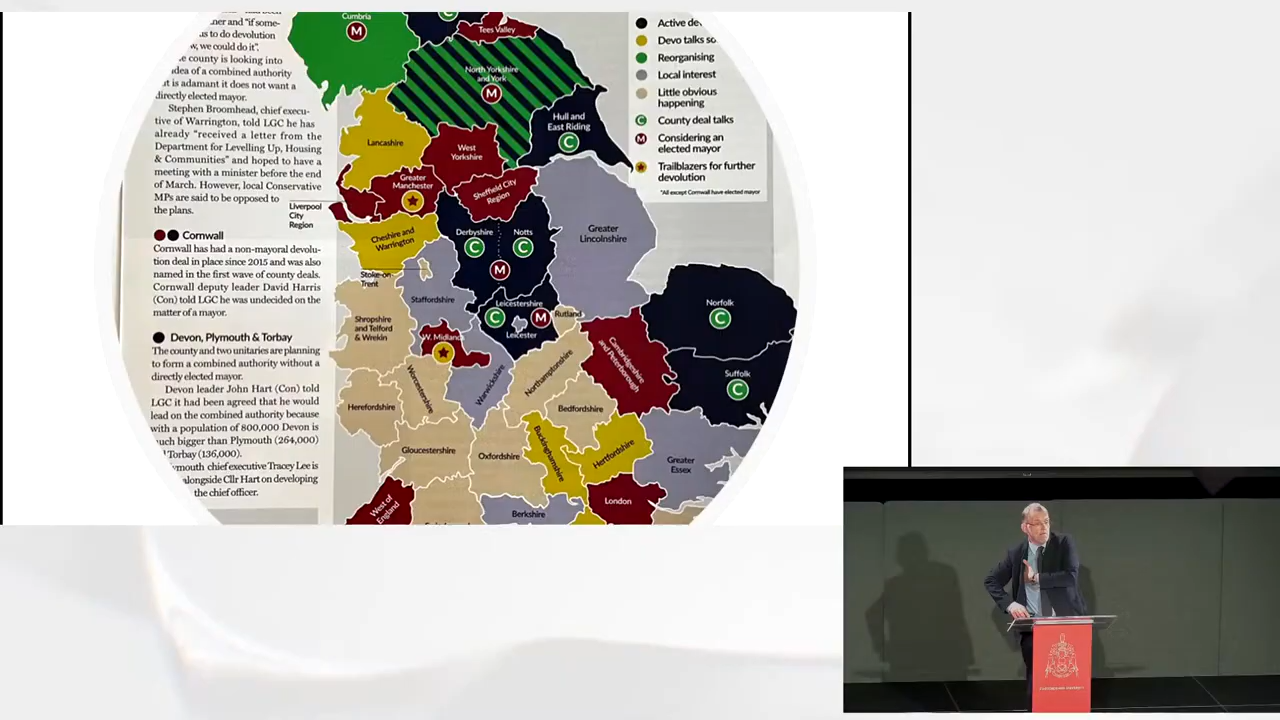 ner and "if some-
us to do devolution
we could do it".
county is looking into
idea of a combined authority
it is adamant it does not want a
directly elected mayor.
Stephen Broomhead, chief execu-
tive of Warrington, told LGC he has
already "received a letter from the
Department for Levelling Up, Housing
& Communities" and hoped to have a
meeting with a minister before the end
of March. However, local Conservative
MPs are said to be opposed to
the plans.
Cornwall
Cornwall has had a non-mayoral devolu-
tion deal in place since 2015 and was also
named in the first wave of county deals.
Cornwall deputy leader David Harris
(Con) told LGC he was undecided on the
matter of a mayor.
Devon, Plymouth & Torbay
The county and two unitaries are planning
to form a combined authority without a
directly elected mayor.
Devon leader John Hart (Con) told
LGC it had been agreed that he would
lead on the combined authority because
with a population of 800,000 Devon is
much bigger than Plymouth (264,000)
Torbay (136,000).
ymouth chief executive Tracey Lee is
alongside Cllr Hart on developing
the chief officer.
Cumbria
M
C
Tees Valley
North Yorkshire
and York
M
Hull and
East Riding
C
Lancashire
West
Yorkshire
Greater
Manchester
Sheffield City
Region
Liverpool
City
Region
Cheshire and
Warrington
Derbyshire
C
Notts
C
M
Greater
Lincolnshire
Stoke-on-
Trent
Staffordshire
Shropshire
and Telford
& Wrekin
Leicestershire
C
M
Leicester
Rutland
Norfolk
C
W. Midlands
Cambridgeshire
and Peterborough
Suffolk
C
Worcestershire
Warwickshire
Northamptonshire
Herefordshire
Bedfordshire
Gloucestershire
Oxfordshire
Buckinghamshire
Hertfordshire
Greater
Essex
West of
England
Berkshire
London
Active de
Devo talks so
Reorganising
Local interest
Little obvious
happening
C County deal talks
M Considering an
elected mayor
Trailblazers for further
devolution
*All except Cornwall have elected mayor